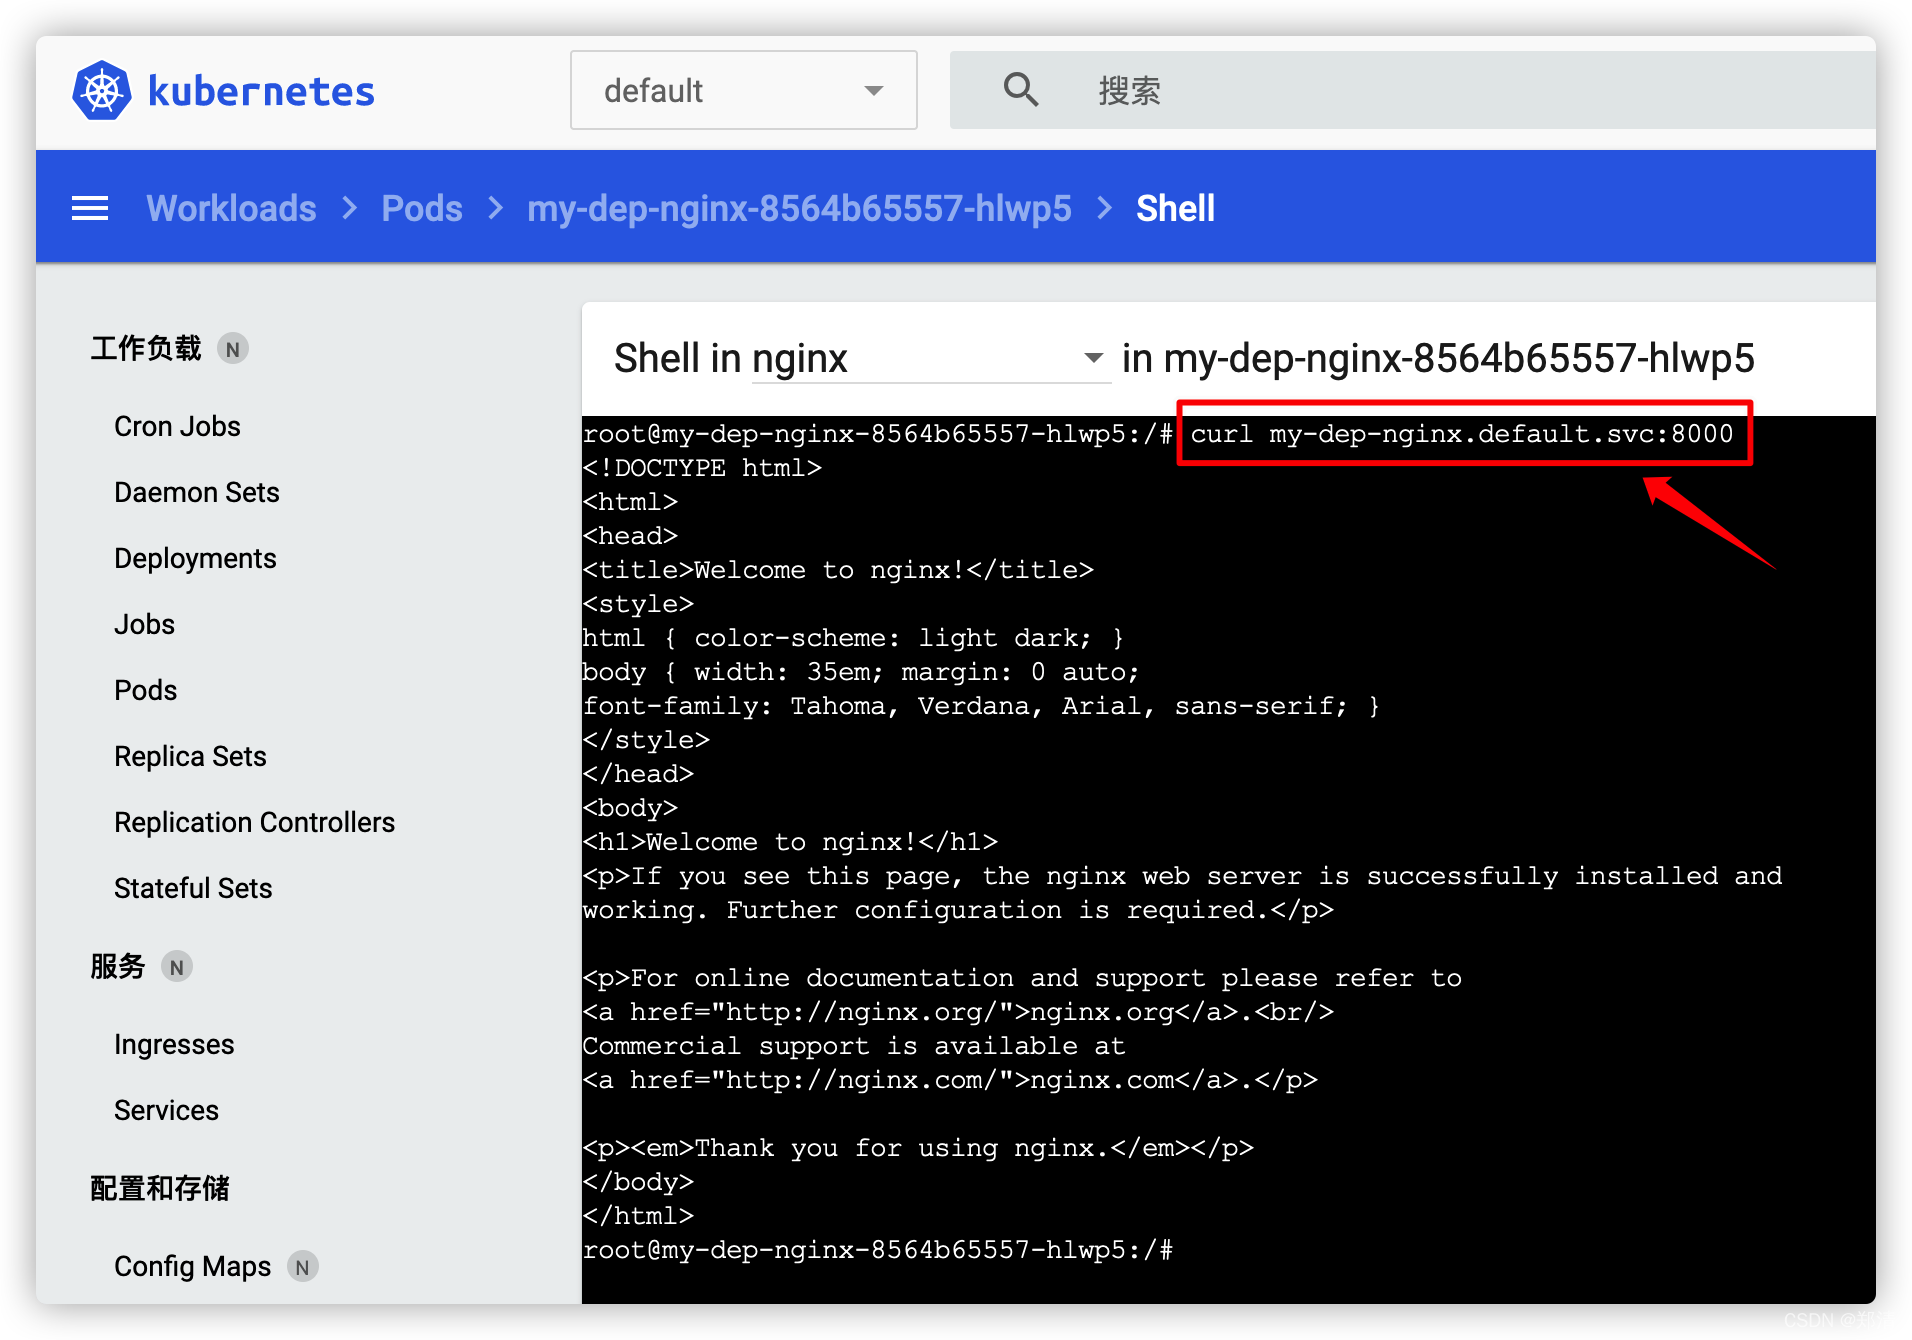 kubernetes
default
搜索
Workloads > Pods > my-dep-nginx-8564b65557-hlwp5 > Shell
工作负载 N
Cron Jobs
Daemon Sets
Deployments
Jobs
Pods
Replica Sets
Replication Controllers
Stateful Sets
服务 N
Ingresses
Services
配置和存储
Config Maps N
Shell in nginx in my-dep-nginx-8564b65557-hlwp5
root@my-dep-nginx-8564b65557-hlwp5:/# curl my-dep-nginx.default.svc:8000
<!DOCTYPE html>
<html>
<head>
<title>Welcome to nginx!</title>
<style>
html { color-scheme: light dark; }
body { width: 35em; margin: 0 auto;
font-family: Tahoma, Verdana, Arial, sans-serif; }
</style>
</head>
<body>
<h1>Welcome to nginx!</h1>
<p>If you see this page, the nginx web server is successfully installed and
working. Further configuration is required.</p>
<p>For online documentation and support please refer to
<a href="http://nginx.org/">nginx.org</a>.<br/>
Commercial support is available at
<a href="http://nginx.com/">nginx.com</a>.</p>
<p><em>Thank you for using nginx.</em></p>
</body>
</html>
root@my-dep-nginx-8564b65557-hlwp5:/#
CSDN